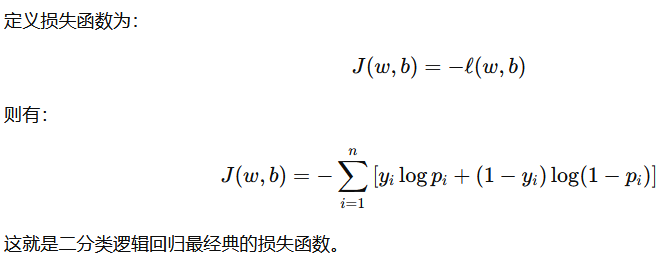 定义损失函数为：
J(w, b) = −ℓ(w, b)
则有：
J(w, b) = −∑_{i=1}^{n} [y_i log p_i + (1 − y_i) log(1 − p_i)]
这就是二分类逻辑回归最经典的损失函数。